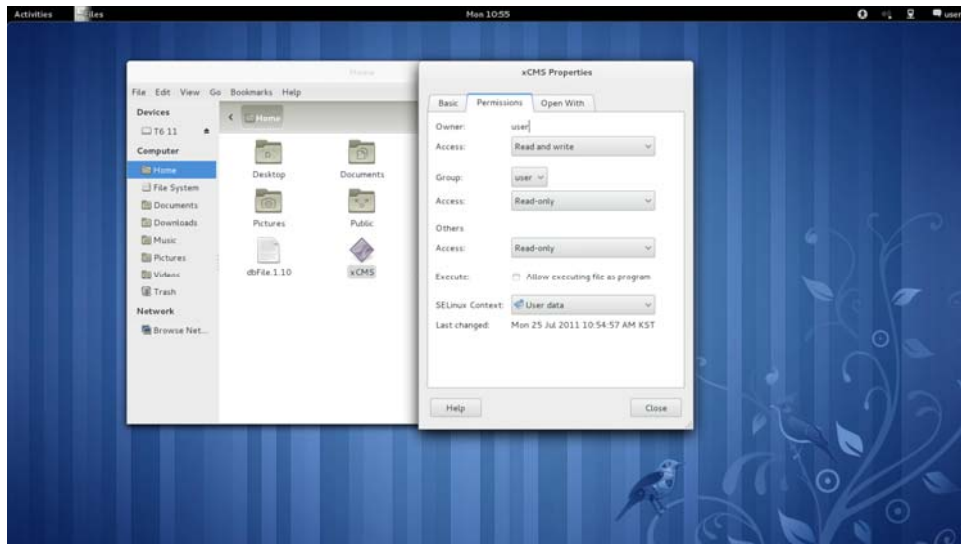 Activities
Files
Mon 10:55
user
Home
File Edit View Go Bookmarks Help
Devices
T6 11
Computer
Home
File System
Documents
Downloads
Music
Pictures
Videos
Trash
Network
Browse Net...
Home
Desktop
Documents
Pictures
Public
dbFile.1.10
xCMS
xCMS Properties
Basic
Permissions
Open With
Owner: user
Access: Read and write
Group: user
Access: Read-only
Others
Access: Read-only
Execute: Allow executing file as program
SELinux Context: User data
Last changed: Mon 25 Jul 2011 10:54:57 AM KST
Help
Close